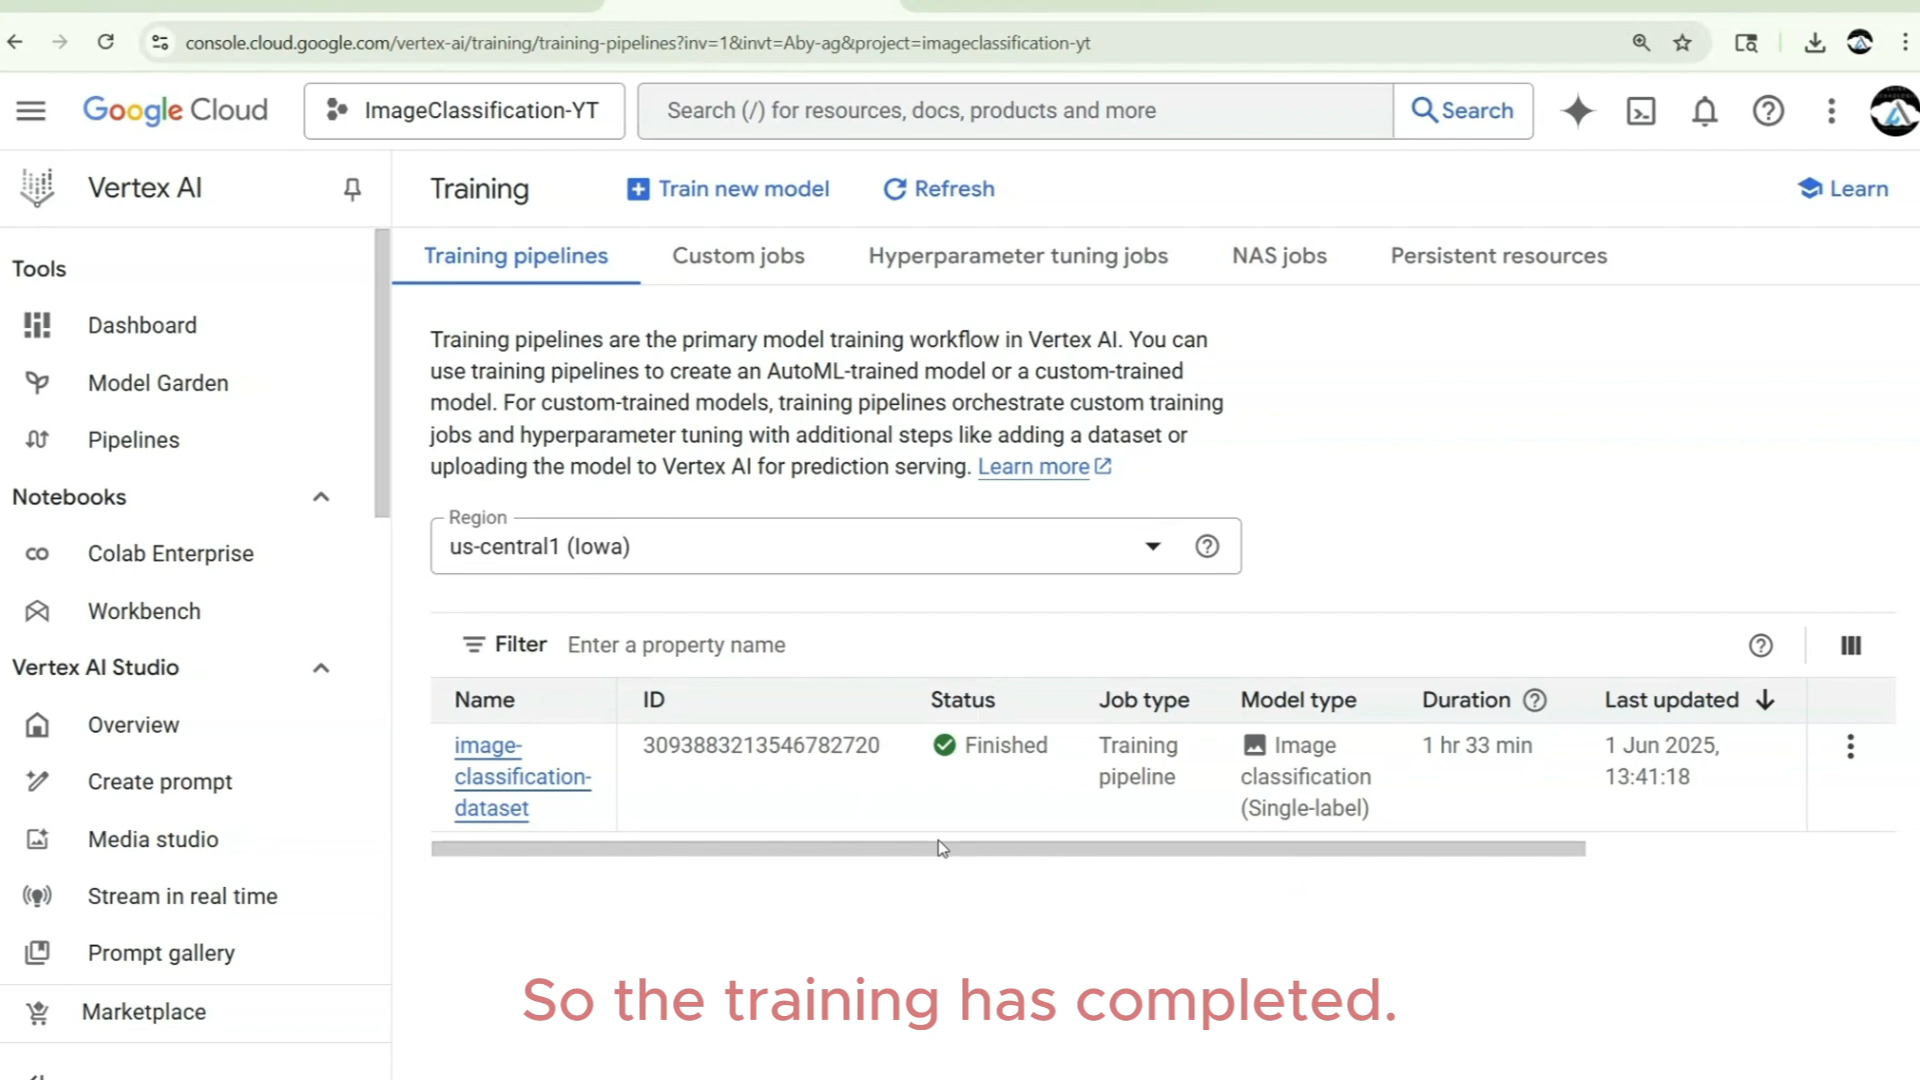 console.cloud.google.com/vertex-ai/training/training-pipelines?inv=1&invt=Aby-ag&project=imageclassification-yt
Google Cloud
ImageClassification-YT
Search (/) for resources, docs, products and more
Search
Vertex AI
Training
Train new model
Refresh
Learn
Tools
Dashboard
Model Garden
Pipelines
Notebooks
Colab Enterprise
Workbench
Vertex AI Studio
Overview
Create prompt
Media studio
Stream in real time
Prompt gallery
Marketplace
Training pipelines
Custom jobs
Hyperparameter tuning jobs
NAS jobs
Persistent resources
Training pipelines are the primary model training workflow in Vertex AI. You can
use training pipelines to create an AutoML-trained model or a custom-trained
model. For custom-trained models, training pipelines orchestrate custom training
jobs and hyperparameter tuning with additional steps like adding a dataset or
uploading the model to Vertex AI for prediction serving. Learn more
Region
us-central1 (Iowa)
Filter Enter a property name
Name ID Status Job type Model type Duration Last updated
image- 3093883213546782720 Finished Training Image 1 hr 33 min 1 Jun 2025,
classification- pipeline classification 13:41:18
dataset (Single-label)
So the training has completed.